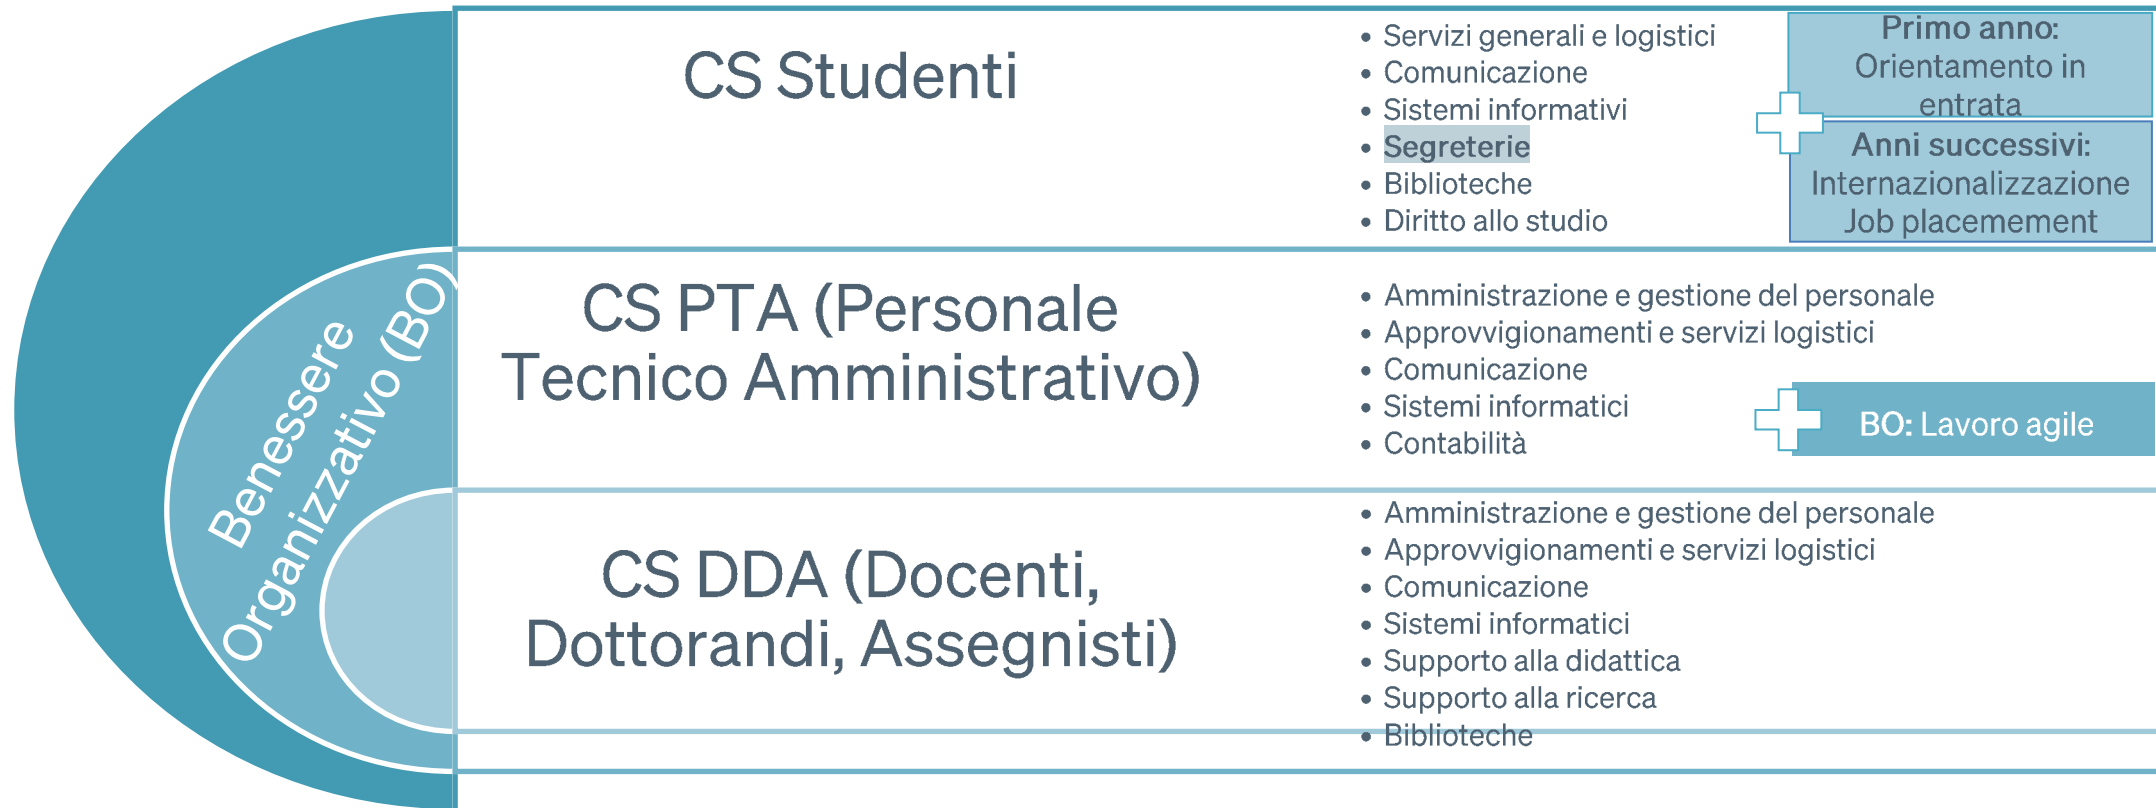 CS Studenti
• Servizi generali e logistici
• Comunicazione
• Sistemi informativi
• Segreterie
• Biblioteche
• Diritto allo studio
Primo anno:
Orientamento in
entrata
Anni successivi:
Internazionalizzazione
Job placemement
Benessere
Organizzativo (BO)
CS PTA (Personale
Tecnico Amministrativo)
• Amministrazione e gestione del personale
• Approvvigionamenti e servizi logistici
• Comunicazione
• Sistemi informatici
• Contabilità
BO: Lavoro agile
CS DDA (Docenti,
Dottorandi, Assegnisti)
• Amministrazione e gestione del personale
• Approvvigionamenti e servizi logistici
• Comunicazione
• Sistemi informatici
• Supporto alla didattica
• Supporto alla ricerca
• Biblioteche